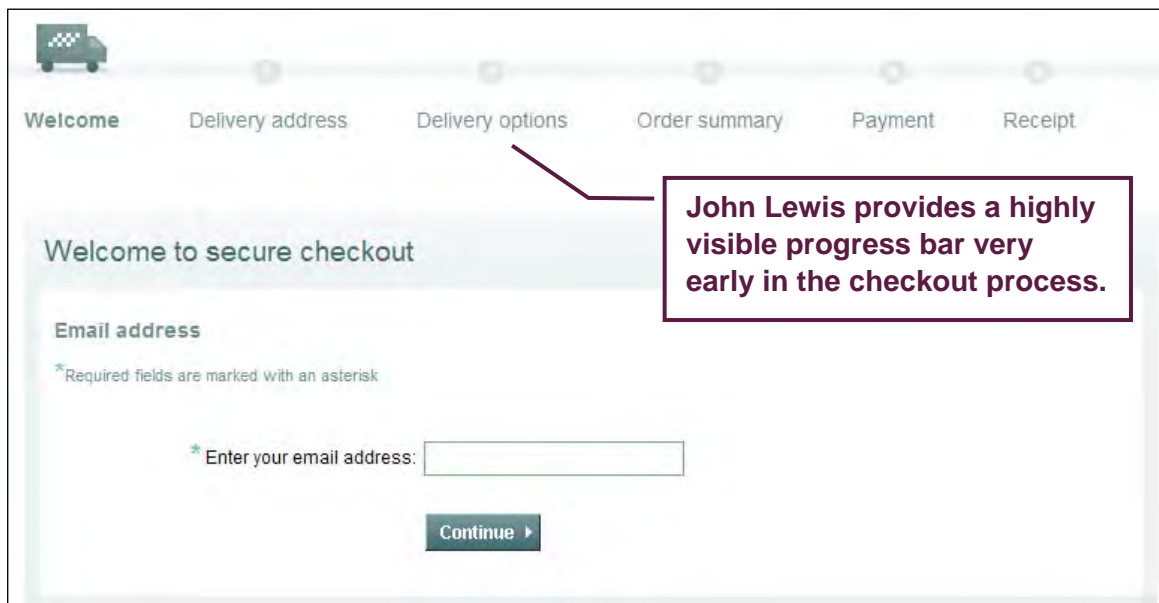 Welcome Delivery address Delivery options Order summary Payment Receipt
John Lewis provides a highly
visible progress bar very
early in the checkout process.
Welcome to secure checkout
Email address
*Required fields are marked with an asterisk
* Enter your email address:
Continue